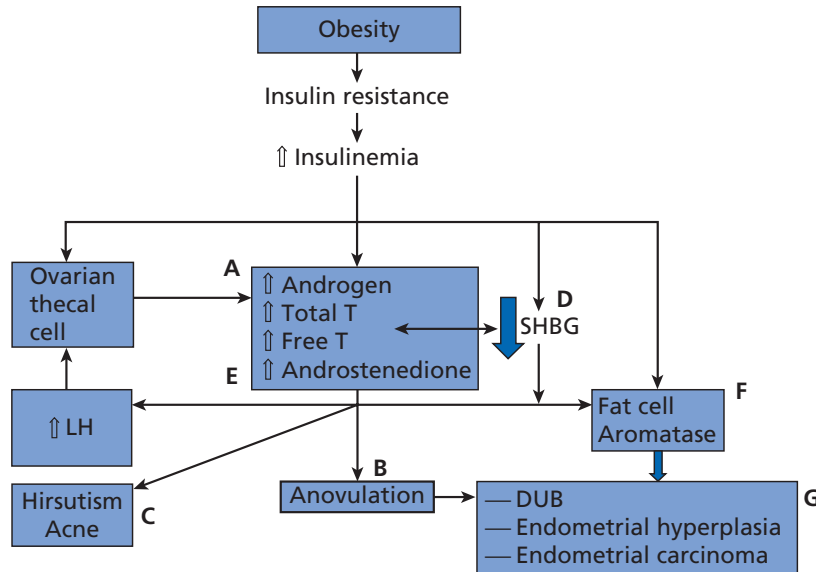 Obesity
Insulin resistance
⇧ Insulinemia
Ovarian
thecal
cell
A
⇧ Androgen
⇧ Total T
⇧ Free T
⇧ Androstenedione
D
SHBG
E
⇧ LH
F
Fat cell
Aromatase
Hirsutism
Acne
C
B
Anovulation
G
— DUB
— Endometrial hyperplasia
— Endometrial carcinoma